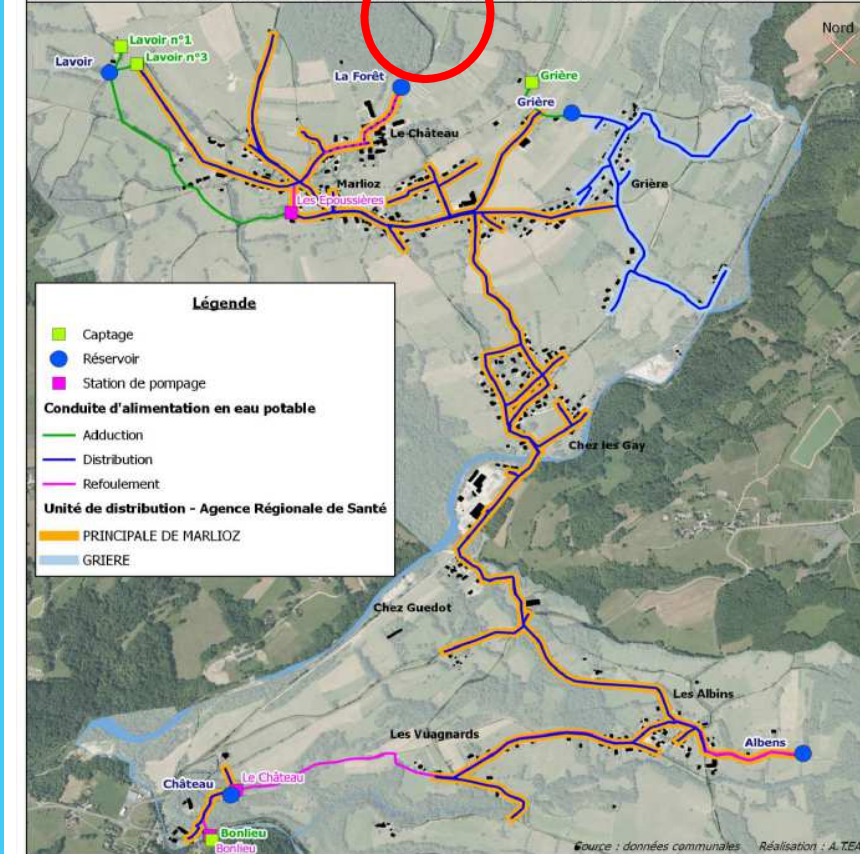 Nord
Lavoir n°1
Lavoir
Lavoir n°3
La Forêt
Grière
Grière
Le Château
Marlioz
Grière
Les Epoussières
Légende
Captage
Réservoir
Station de pompage
Conduite d'alimentation en eau potable
Adduction
Distribution
Refoulement
Unité de distribution - Agence Régionale de Santé
PRINCIPALE DE MARLIOZ
GRIERE
Chez les Gay
Chez Guedot
Les Albins
Les Vuagnards
Albens
Château
Le Château
Bonlieu
Bonlieu
Source : données communales Réalisation : A.T.EA